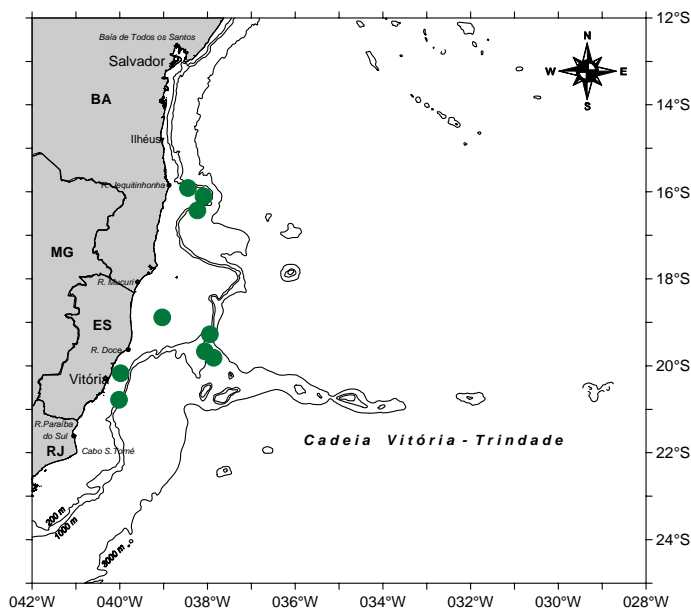 12°S
Baía de Todos os Santos
Salvador
N
W
E
S
BA
14°S
Ilhéus
R. Jequitinhonha
16°S
MG
R. Mucuri
18°S
ES
R. Doce
20°S
Vitória
R.Paraíba
do Sul
RJ
Cabo S.Tomé
Cadeia Vitória - Trindade
22°S
200 m
1000 m
3000 m
24°S
042°W
040°W
038°W
036°W
034°W
032°W
030°W
028°W